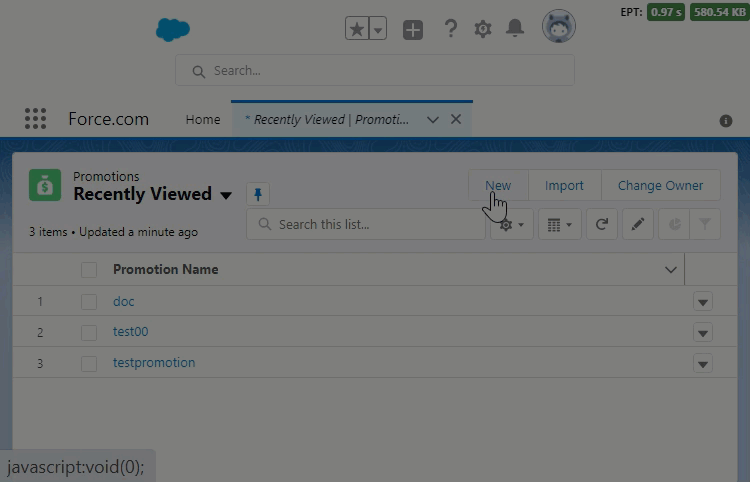 EPT: 0.97 s 580.54 KB
Search...
Force.com Home * Recently Viewed | Promoti...
Promotions
Recently Viewed
New Import Change Owner
3 items • Updated a minute ago
Search this list...
Promotion Name
1 doc
2 test00
3 testpromotion
javascript:void(0);